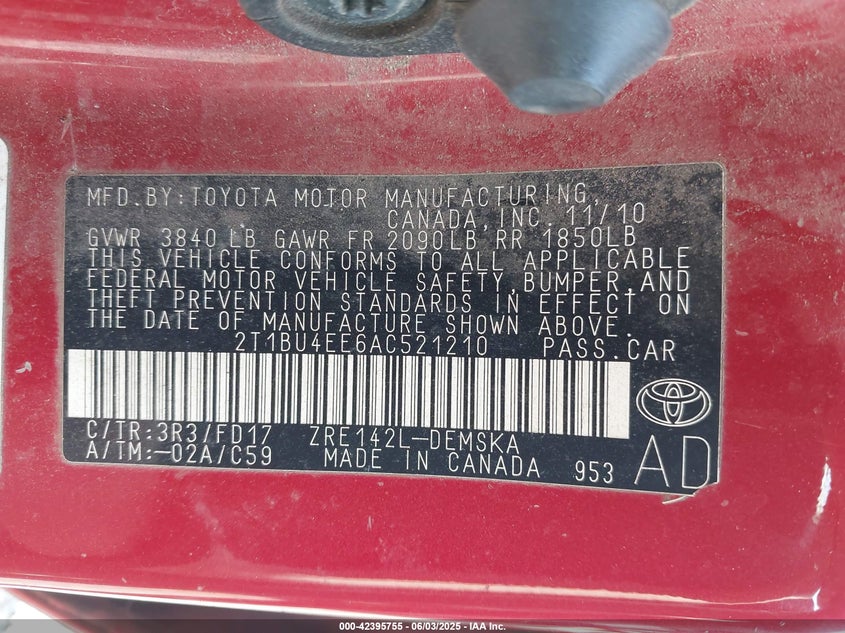 MFD.BY:TOYOTA MOTOR MANUFACTURING,
CANADA,INC. 11/10
GVWR 3840 LB GAWR FR 2090LB RR 1850LB
THIS VEHICLE CONFORMS TO ALL APPLICABLE
FEDERAL MOTOR VEHICLE SAFETY,BUMPER,AND
THEFT PREVENTION STANDARDS IN EFFECT ON
THE DATE OF MANUFACTURE SHOWN ABOVE.
2T1BU4EE6AC521210 PASS.CAR
C/TR:3R3/FD17 ZRE142L-DEMSKA
A/TM:-02A/C59 MADE IN CANADA 953
AD
000-42395755 - 06/03/2025 - IAA Inc.